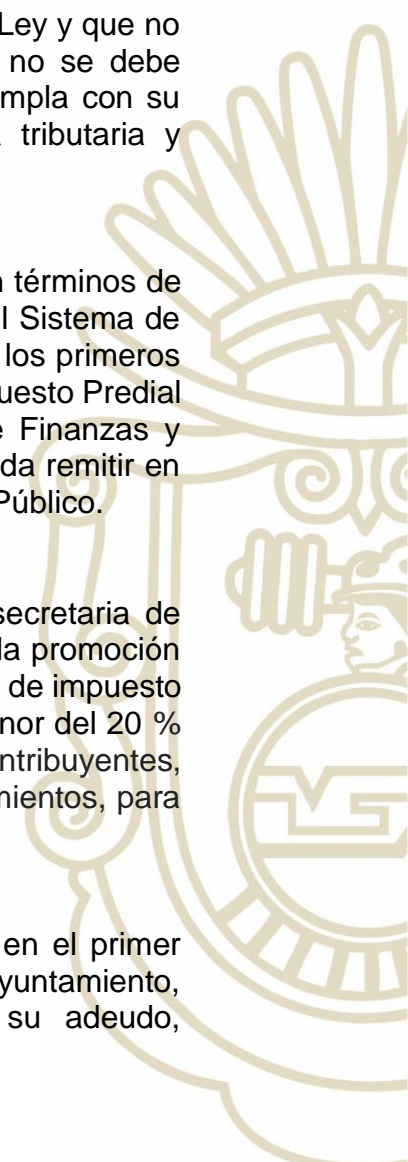 Ley y que no
no se debe
mpla con su
tributaria y
términos de
l Sistema de
los primeros
uesto Predial
Finanzas y
da remitir en
Público.
secretaria de
la promoción
de impuesto
nor del 20 %
ntribuyentes,
mientos, para
en el primer
yuntamiento,
su adeudo,